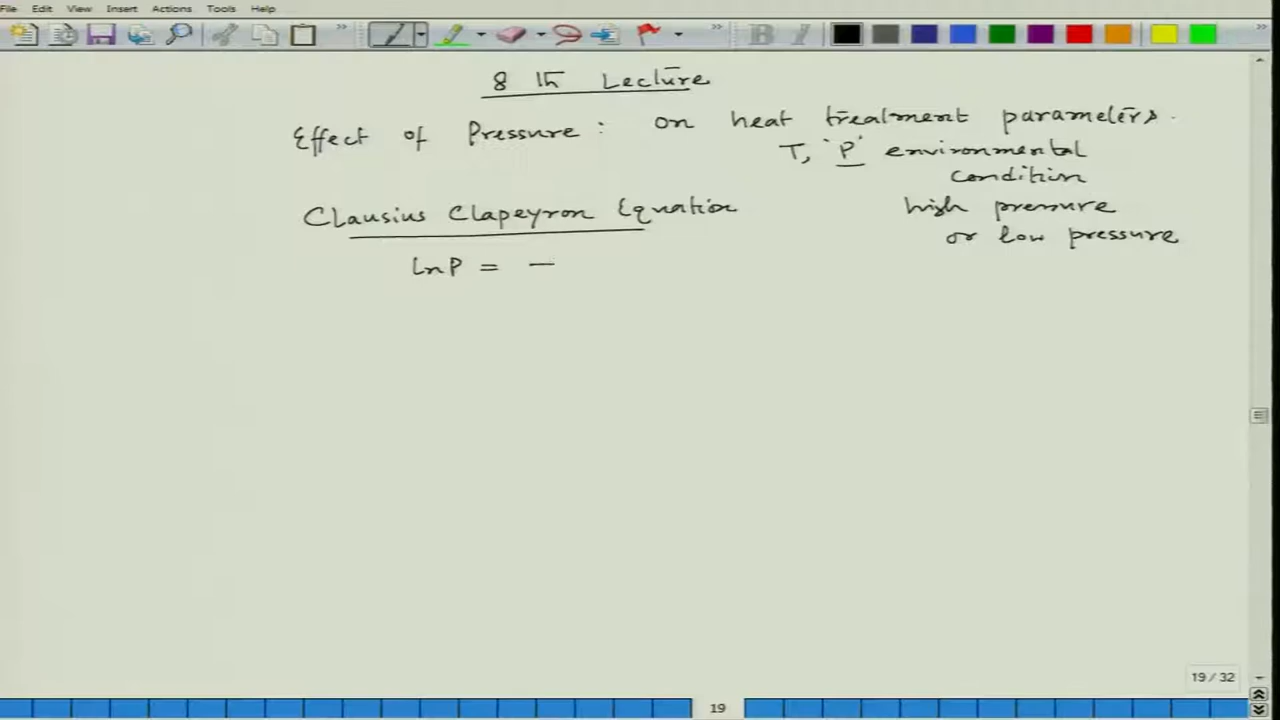 File Edit View Insert Actions Tools Help
8 th Lecture
Effect of Pressure : on heat treatment parameters.
T, 'P' environmental
condition
Clausius Clapeyron Equation
high pressure
or low pressure
lnP = —
19 / 32
19